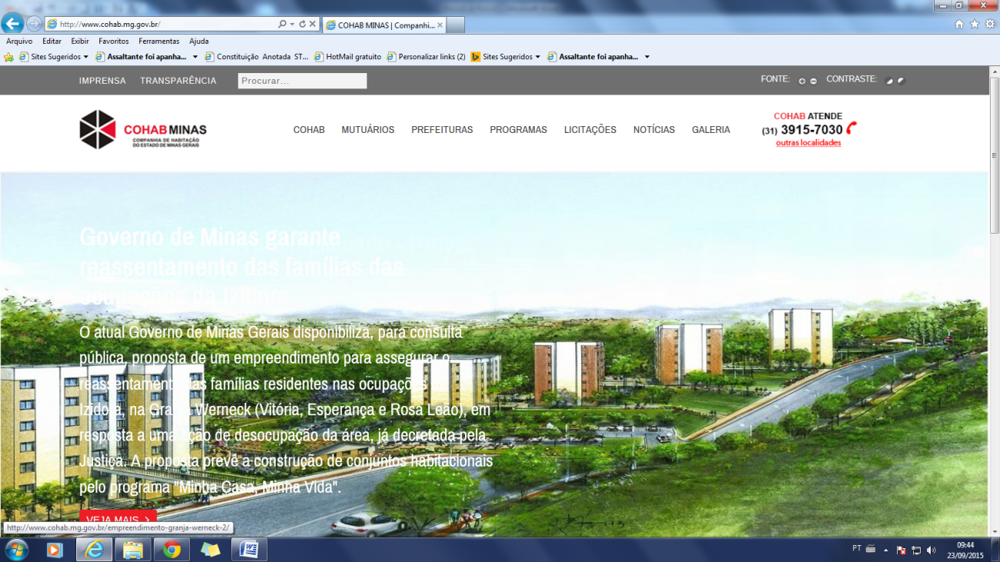 http://www.cohab.mg.gov.br/
COHAB MINAS | Companhi...
Arquivo Editar Exibir Favoritos Ferramentas Ajuda
Sites Sugeridos Assaltante foi apanha... Constituição Anotada ST... HotMail gratuito Personalizar links (2) Sites Sugeridos Assaltante foi apanha...
IMPRENSA TRANSPARÊNCIA Procurar... FONTE: CONTRASTE:
COHAB MINAS
COMPANHIA DE HABITAÇÃO
DO ESTADO DE MINAS GERAIS
COHAB MUTUÁRIOS PREFEITURAS PROGRAMAS LICITAÇÕES NOTÍCIAS GALERIA
COHAB ATENDE
(31) 3915-7030
outras localidades
Governo de Minas garante
reassentamento das famílias das
ocupações da Izidora
O atual Governo de Minas Gerais disponibiliza, para consulta
pública, proposta de um empreendimento para assegurar o
reassentamento das famílias residentes nas ocupações
Izidora, na Granja Werneck (Vitória, Esperança e Rosa Leão), em
resposta a uma ação de desocupação da área, já decretada pela
Justiça. A proposta prevê a construção de conjuntos habitacionais
pelo programa "Minha Casa, Minha Vida".
VEJA MAIS >
http://www.cohab.mg.gov.br/empreendimento-granja-werneck-2/
PT
09:44
23/09/2015